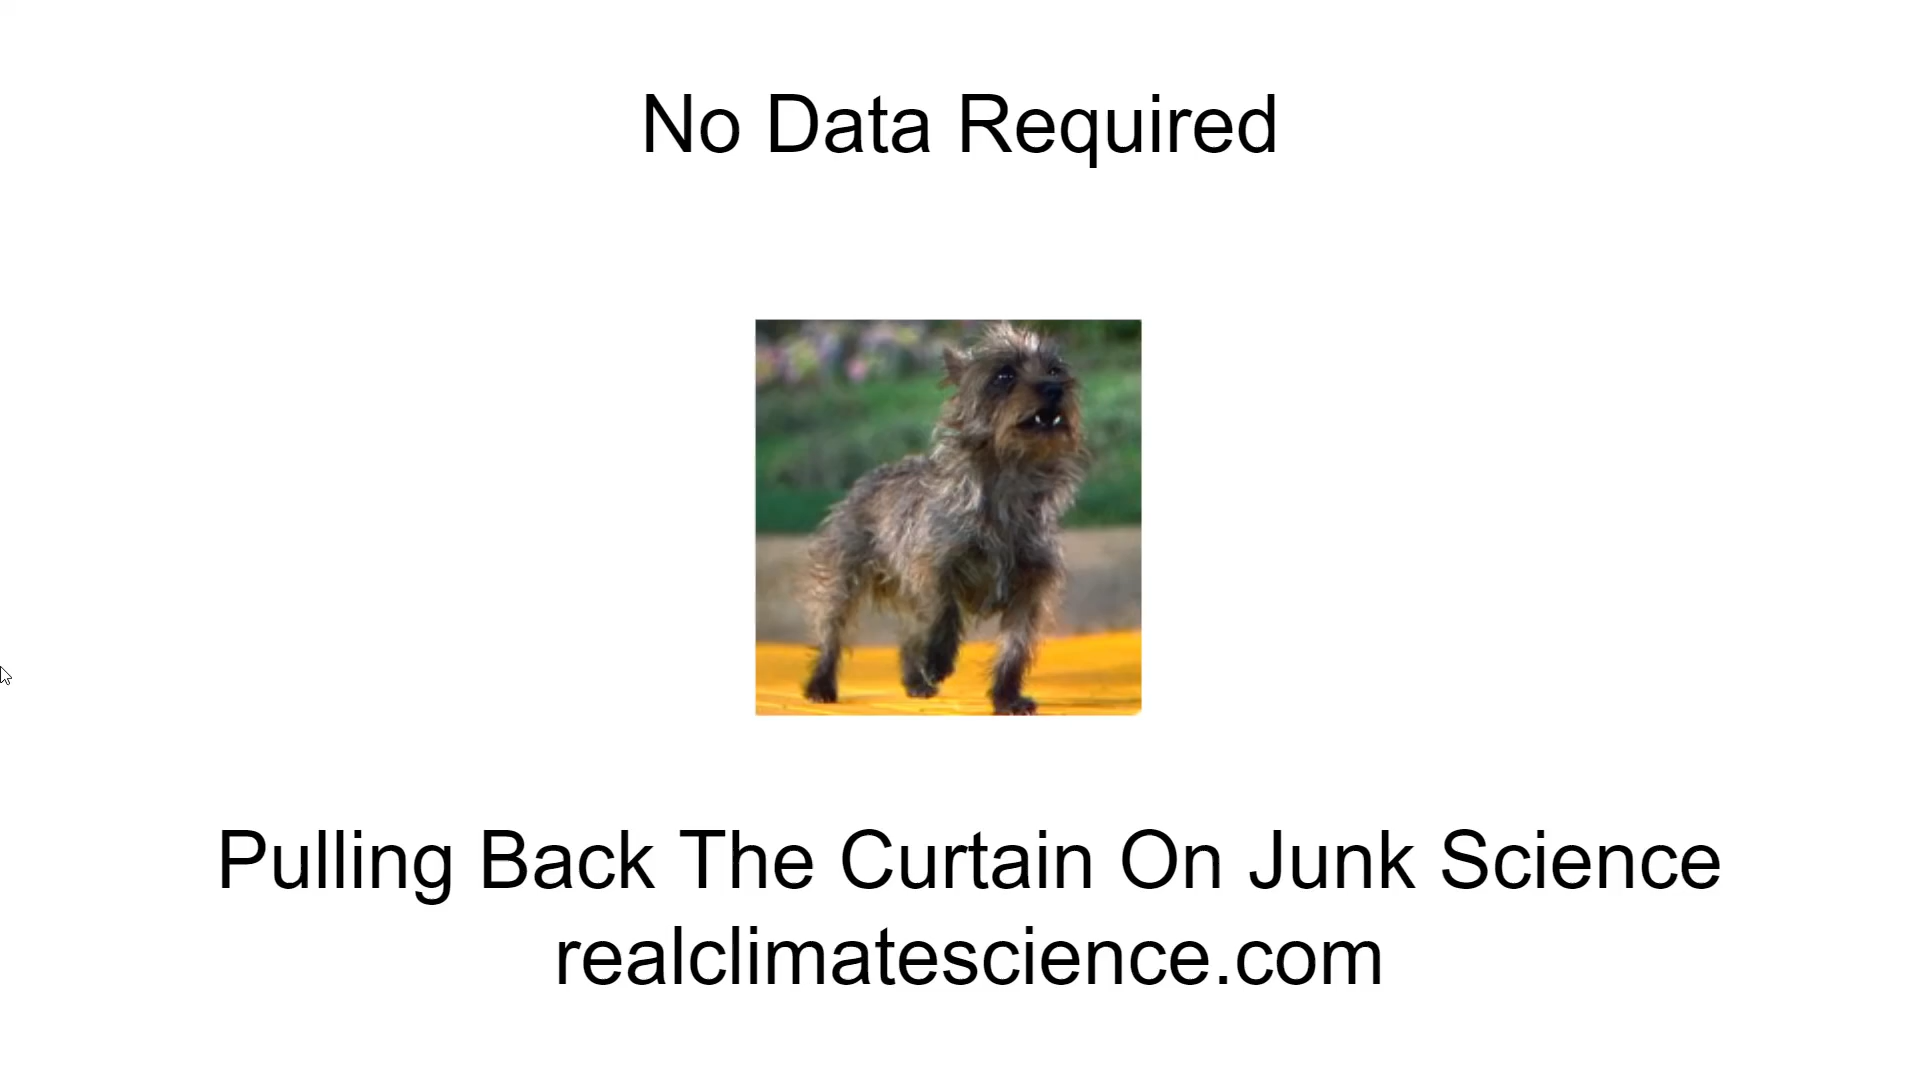 No Data Required
Pulling Back The Curtain On Junk Science
realclimatescience.com